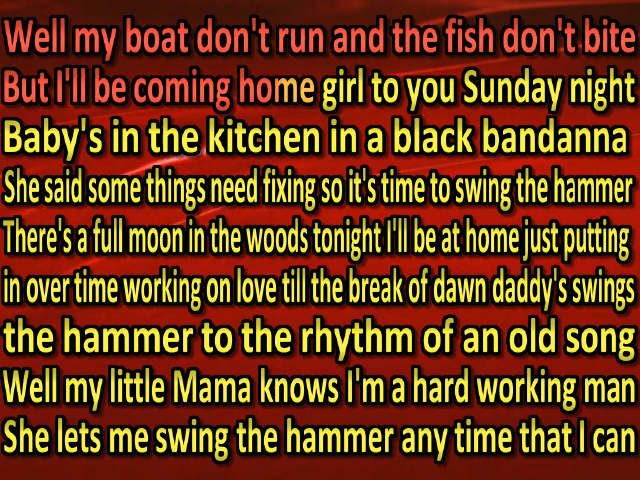 Well my boat don't run and the fish don't bite
But I'll be coming home girl to you Sunday night
Baby's in the kitchen in a black bandanna
She said some things need fixing so it's time to swing the hammer
There's a full moon in the woods tonight I'll be at home just putting
in over time working on love till the break of dawn daddy's swings
the hammer to the rhythm of an old song
Well my little Mama knows I'm a hard working man
She lets me swing the hammer any time that I can